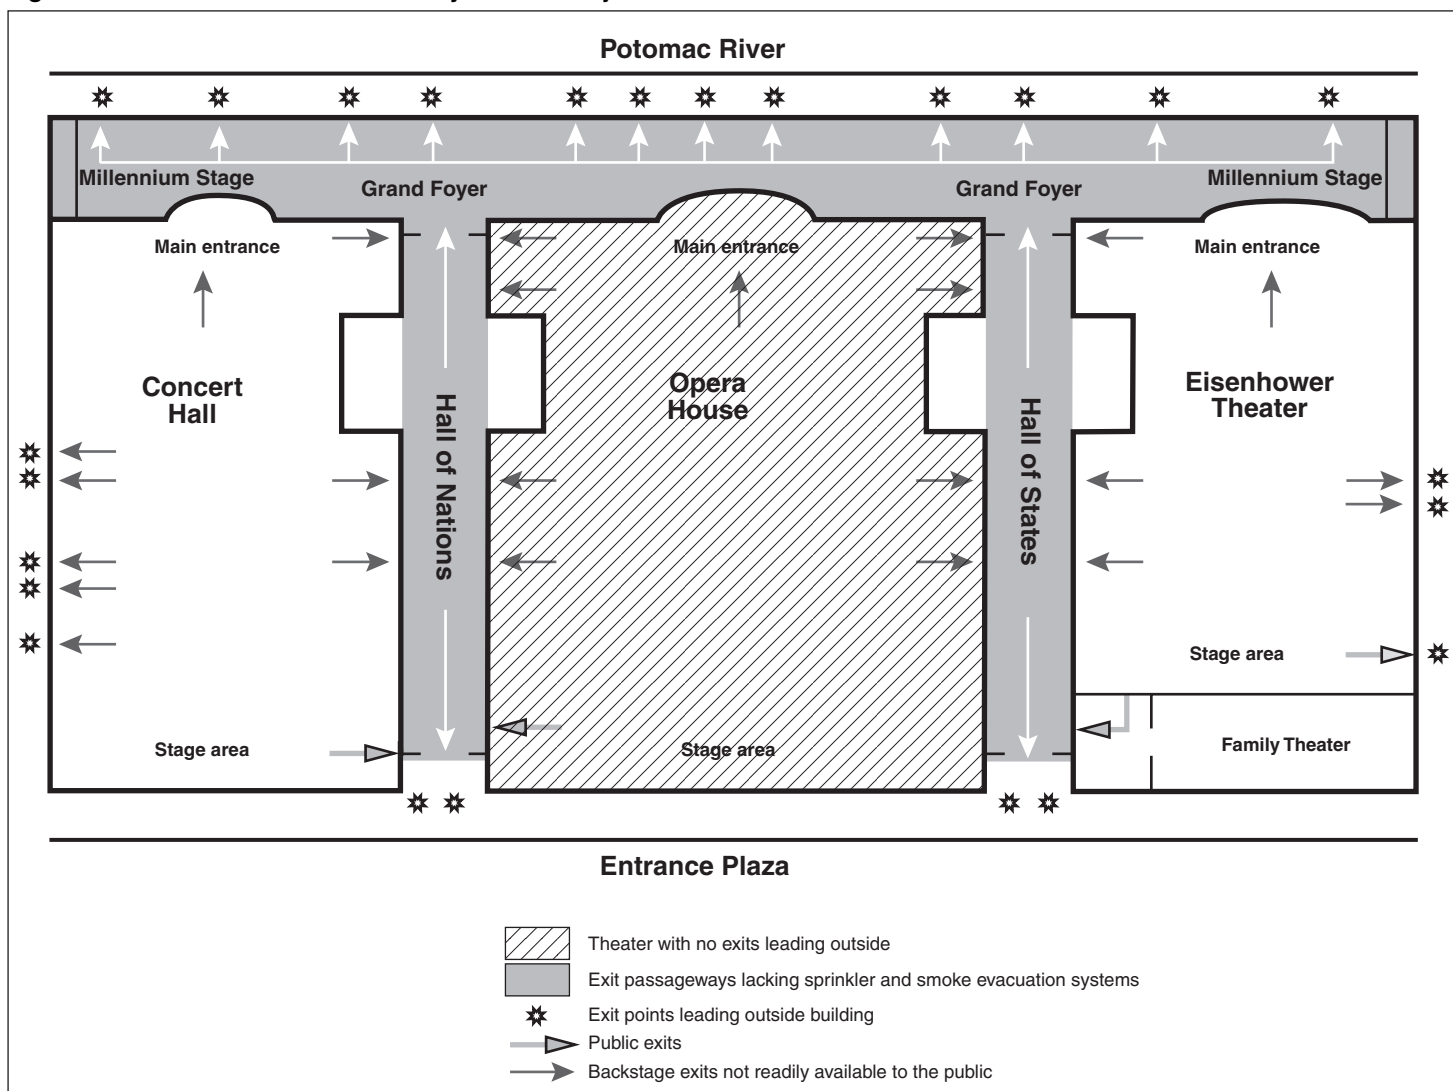 Potomac River
Millennium Stage
Grand Foyer
Grand Foyer
Millennium Stage
Main entrance
Main entrance
Main entrance
Concert
Hall
Hall of Nations
Opera
House
Hall of States
Eisenhower
Theater
Stage area
Stage area
Stage area
Family Theater
Entrance Plaza
Theater with no exits leading outside
Exit passageways lacking sprinkler and smoke evacuation systems
Exit points leading outside building
Public exits
Backstage exits not readily available to the public